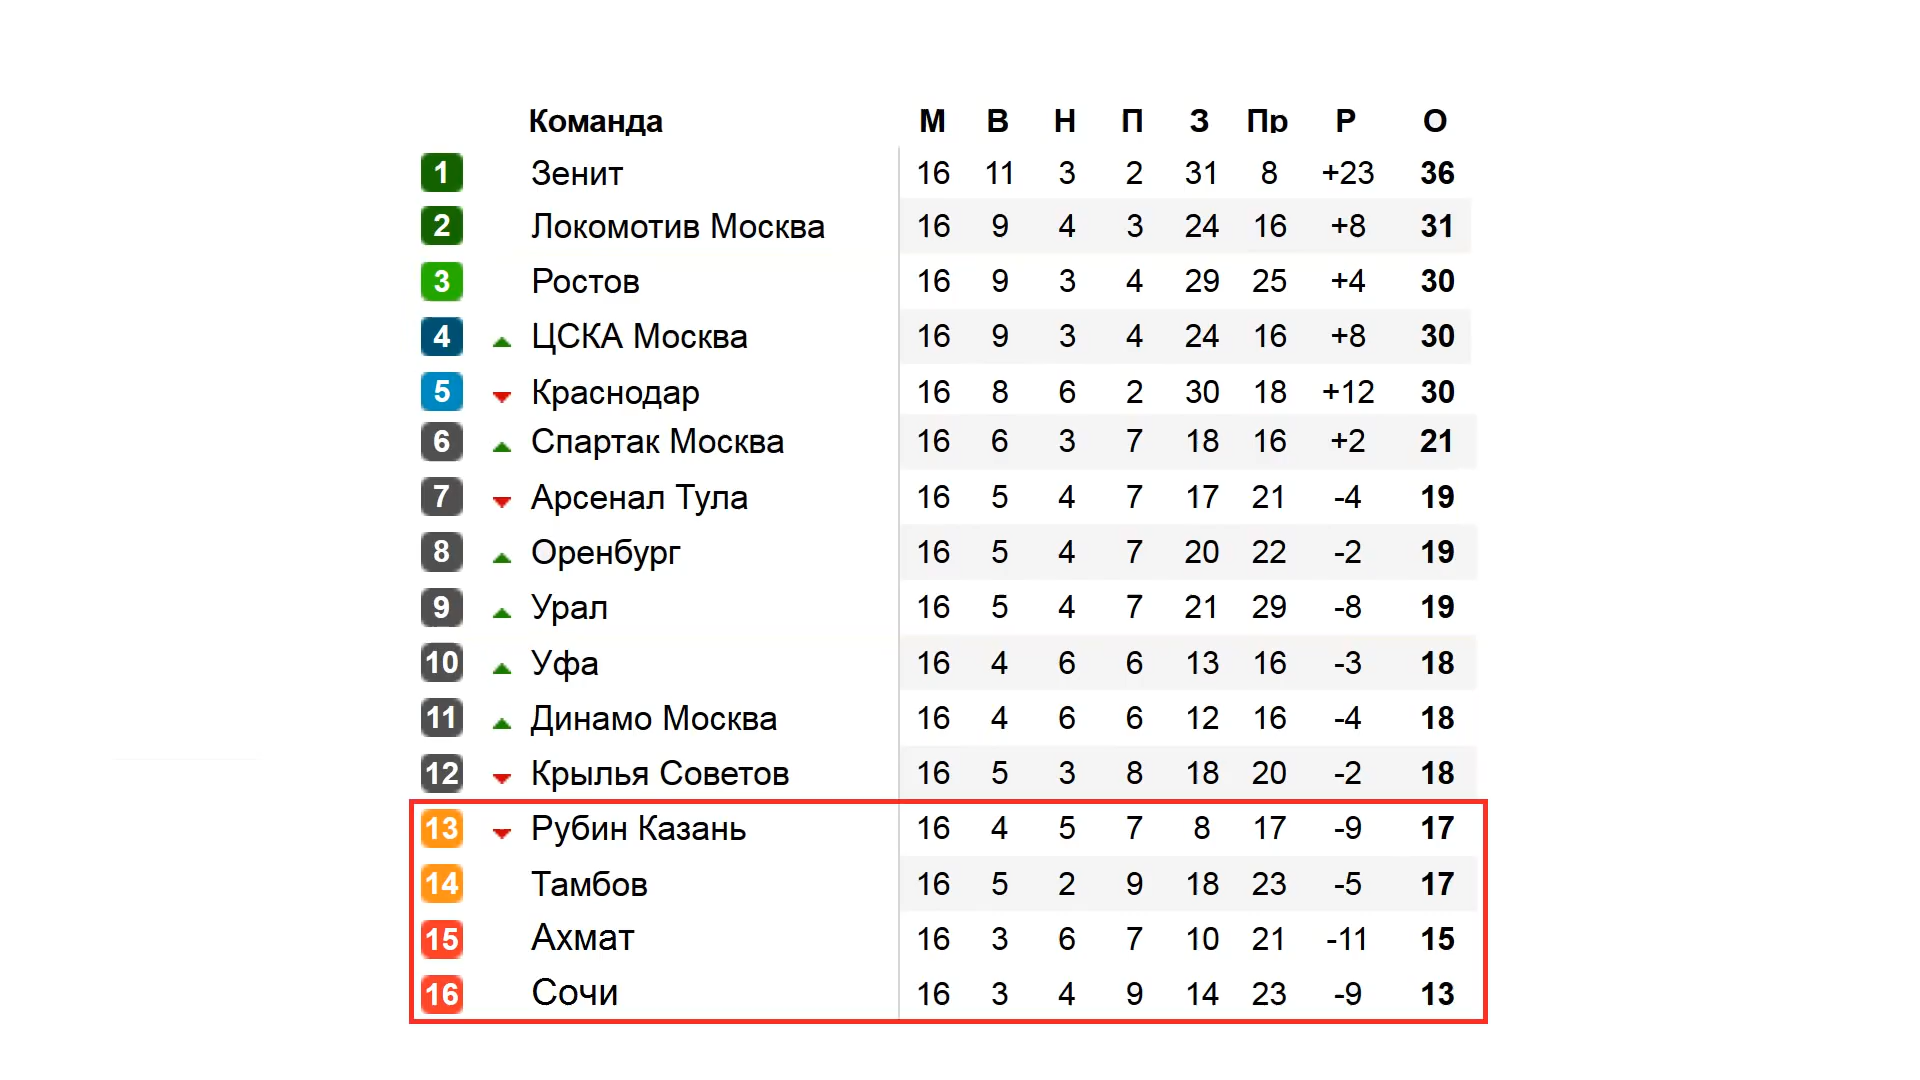 Команда М В Н П З Пр Р О
1 Зенит 16 11 3 2 31 8 +23 36
2 Локомотив Москва 16 9 4 3 24 16 +8 31
3 Ростов 16 9 3 4 29 25 +4 30
4 ЦСКА Москва 16 9 3 4 24 16 +8 30
5 Краснодар 16 8 6 2 30 18 +12 30
6 Спартак Москва 16 6 3 7 18 16 +2 21
7 Арсенал Тула 16 5 4 7 17 21 -4 19
8 Оренбург 16 5 4 7 20 22 -2 19
9 Урал 16 5 4 7 21 29 -8 19
10 Уфа 16 4 6 6 13 16 -3 18
11 Динамо Москва 16 4 6 6 12 16 -4 18
12 Крылья Советов 16 5 3 8 18 20 -2 18
13 Рубин Казань 16 4 5 7 8 17 -9 17
14 Тамбов 16 5 2 9 18 23 -5 17
15 Ахмат 16 3 6 7 10 21 -11 15
16 Сочи 16 3 4 9 14 23 -9 13